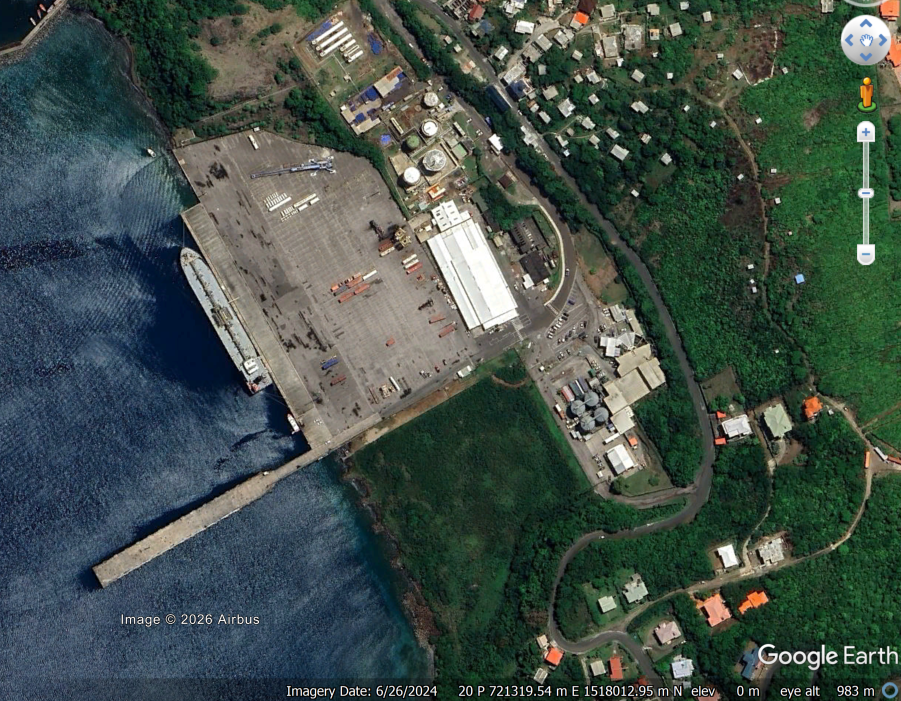 Image © 2026 Airbus
Google Earth
Imagery Date: 6/26/2024 20 P 721319.54 m E 1518012.95 m N elev 0 m eye alt 983 m